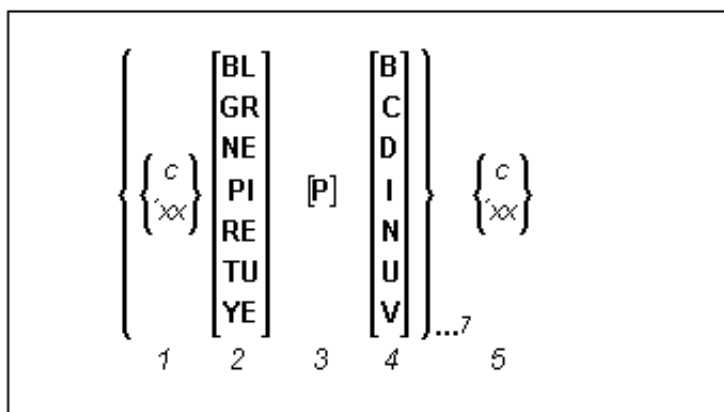 BL B
GR C
NE D
c PI [P] I c
'xx RE N 'xx
TU U
YE V
...7
1 2 3 4 5